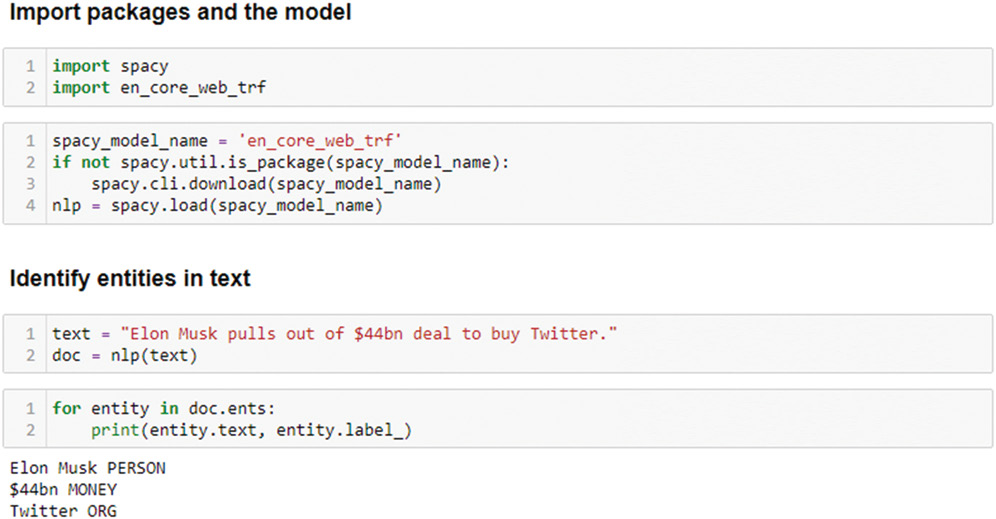 Import packages and the model
1 import spacy
2 import en_core_web_trf
1 spacy_model_name = 'en_core_web_trf'
2 if not spacy.util.is_package(spacy_model_name):
3     spacy.cli.download(spacy_model_name)
4 nlp = spacy.load(spacy_model_name)
Identify entities in text
1 text = "Elon Musk pulls out of $44bn deal to buy Twitter."
2 doc = nlp(text)
1 for entity in doc.ents:
2     print(entity.text, entity.label_)
Elon Musk PERSON
$44bn MONEY
Twitter ORG